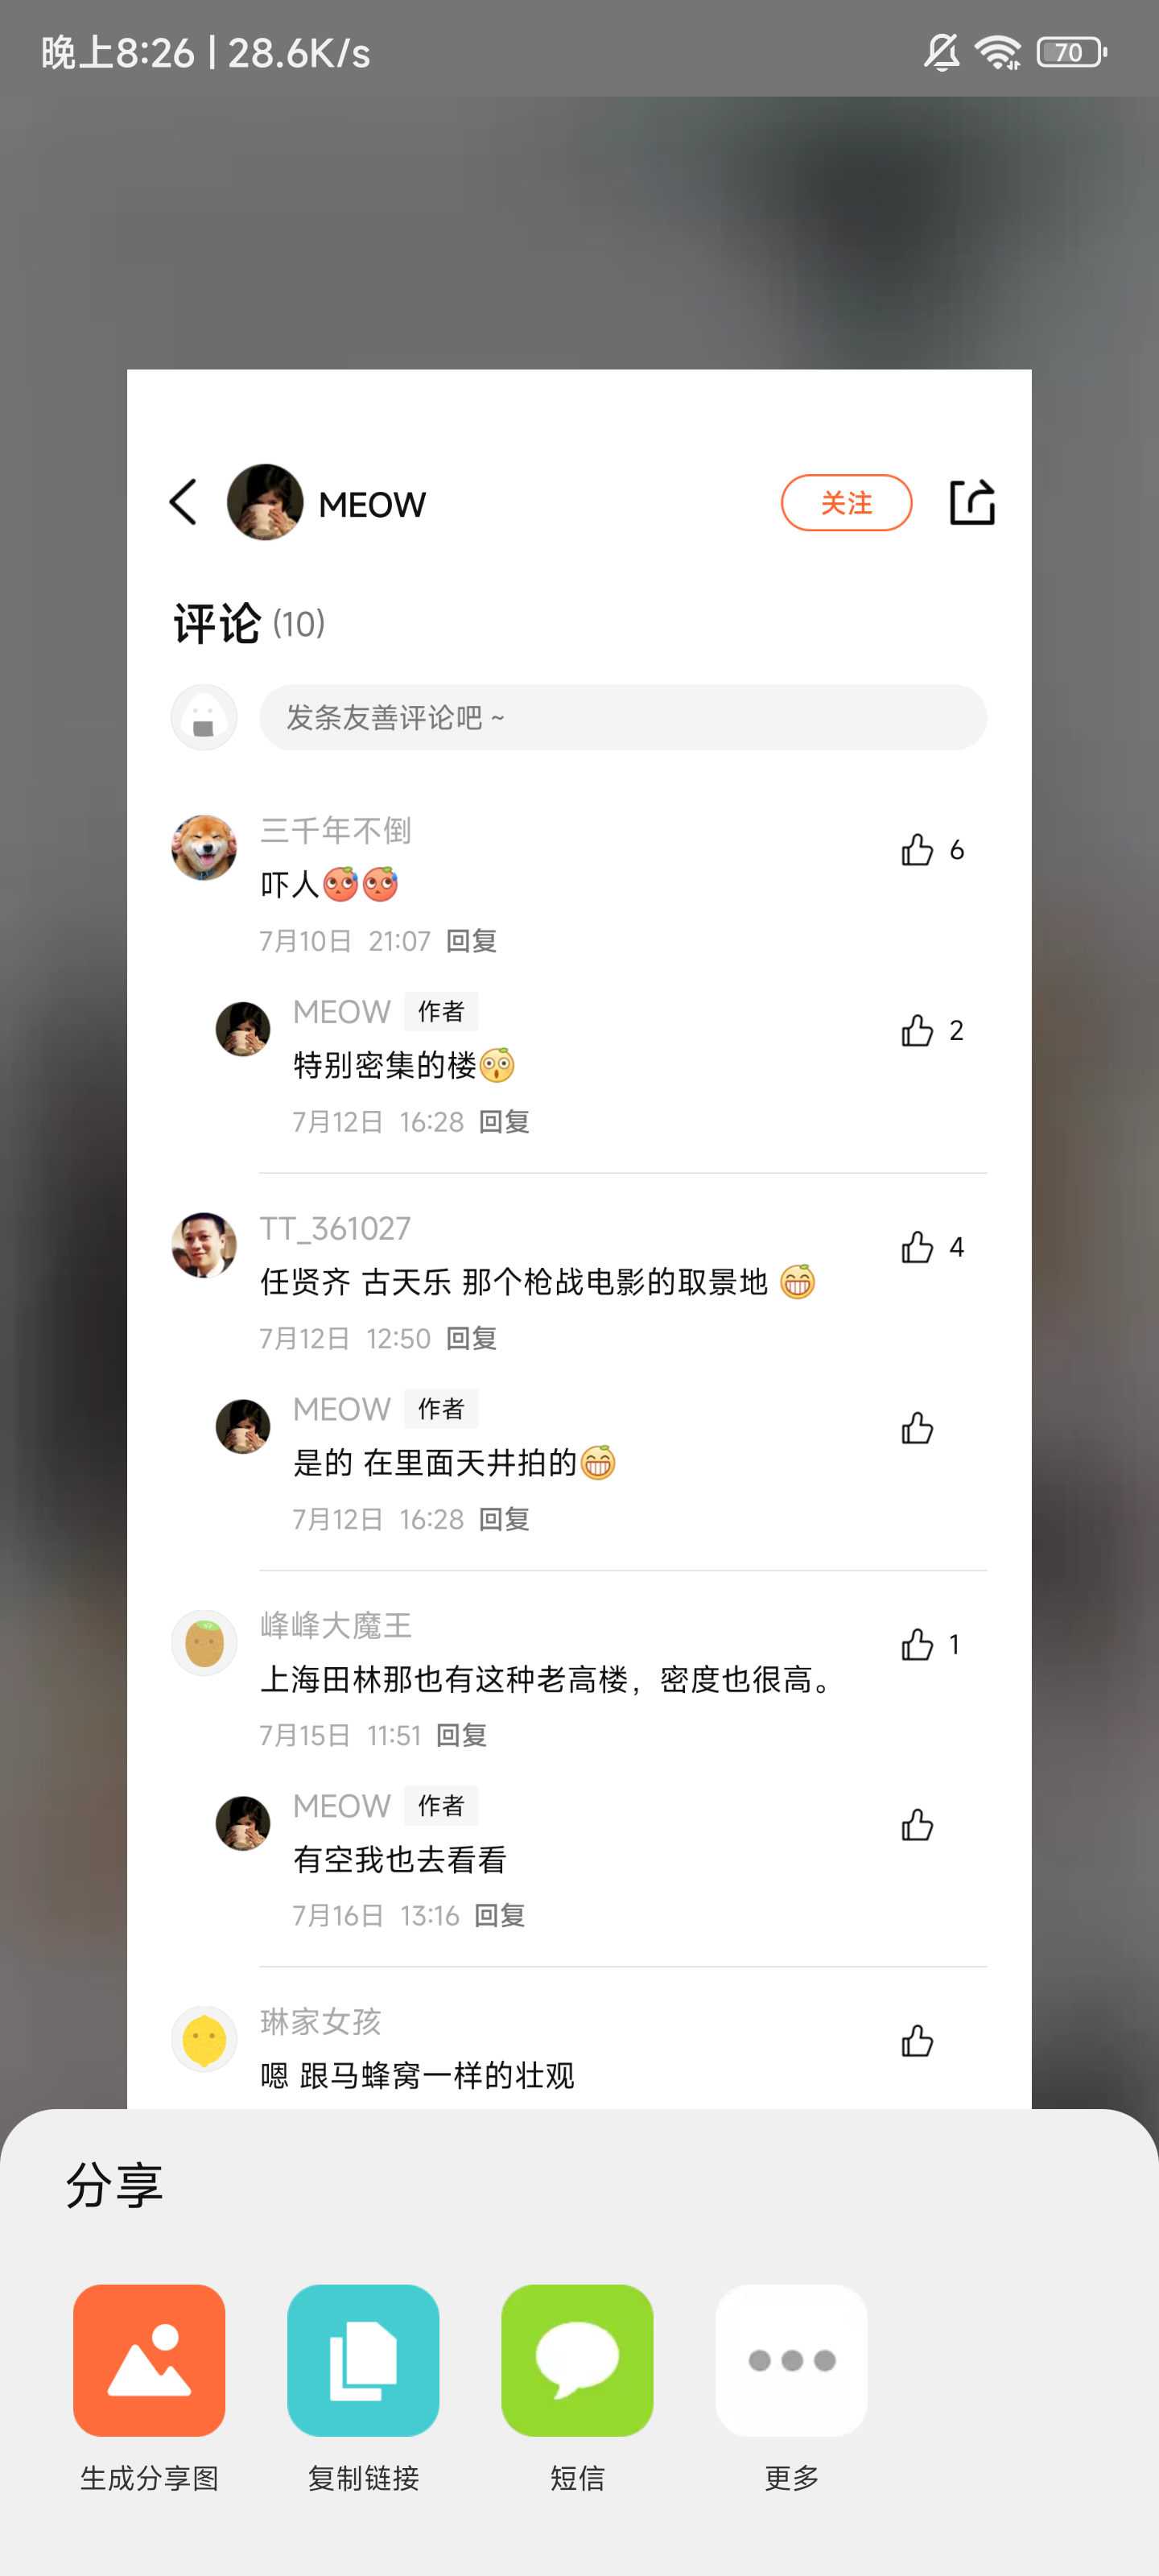 晚上8:26 | 28.6K/s
70
MEOW
关注
评论 (10)
发条友善评论吧 ~
三千年不倒
6
吓人
7月10日 21:07 回复
MEOW 作者
2
特别密集的楼
7月12日 16:28 回复
TT_361027
4
任贤齐 古天乐 那个枪战电影的取景地
7月12日 12:50 回复
MEOW 作者
是的 在里面天井拍的
7月12日 16:28 回复
峰峰大魔王
1
上海田林那也有这种老高楼，密度也很高。
7月15日 11:51 回复
MEOW 作者
有空我也去看看
7月16日 13:16 回复
琳家女孩
嗯 跟马蜂窝一样的壮观
分享
生成分享图
复制链接
短信
更多